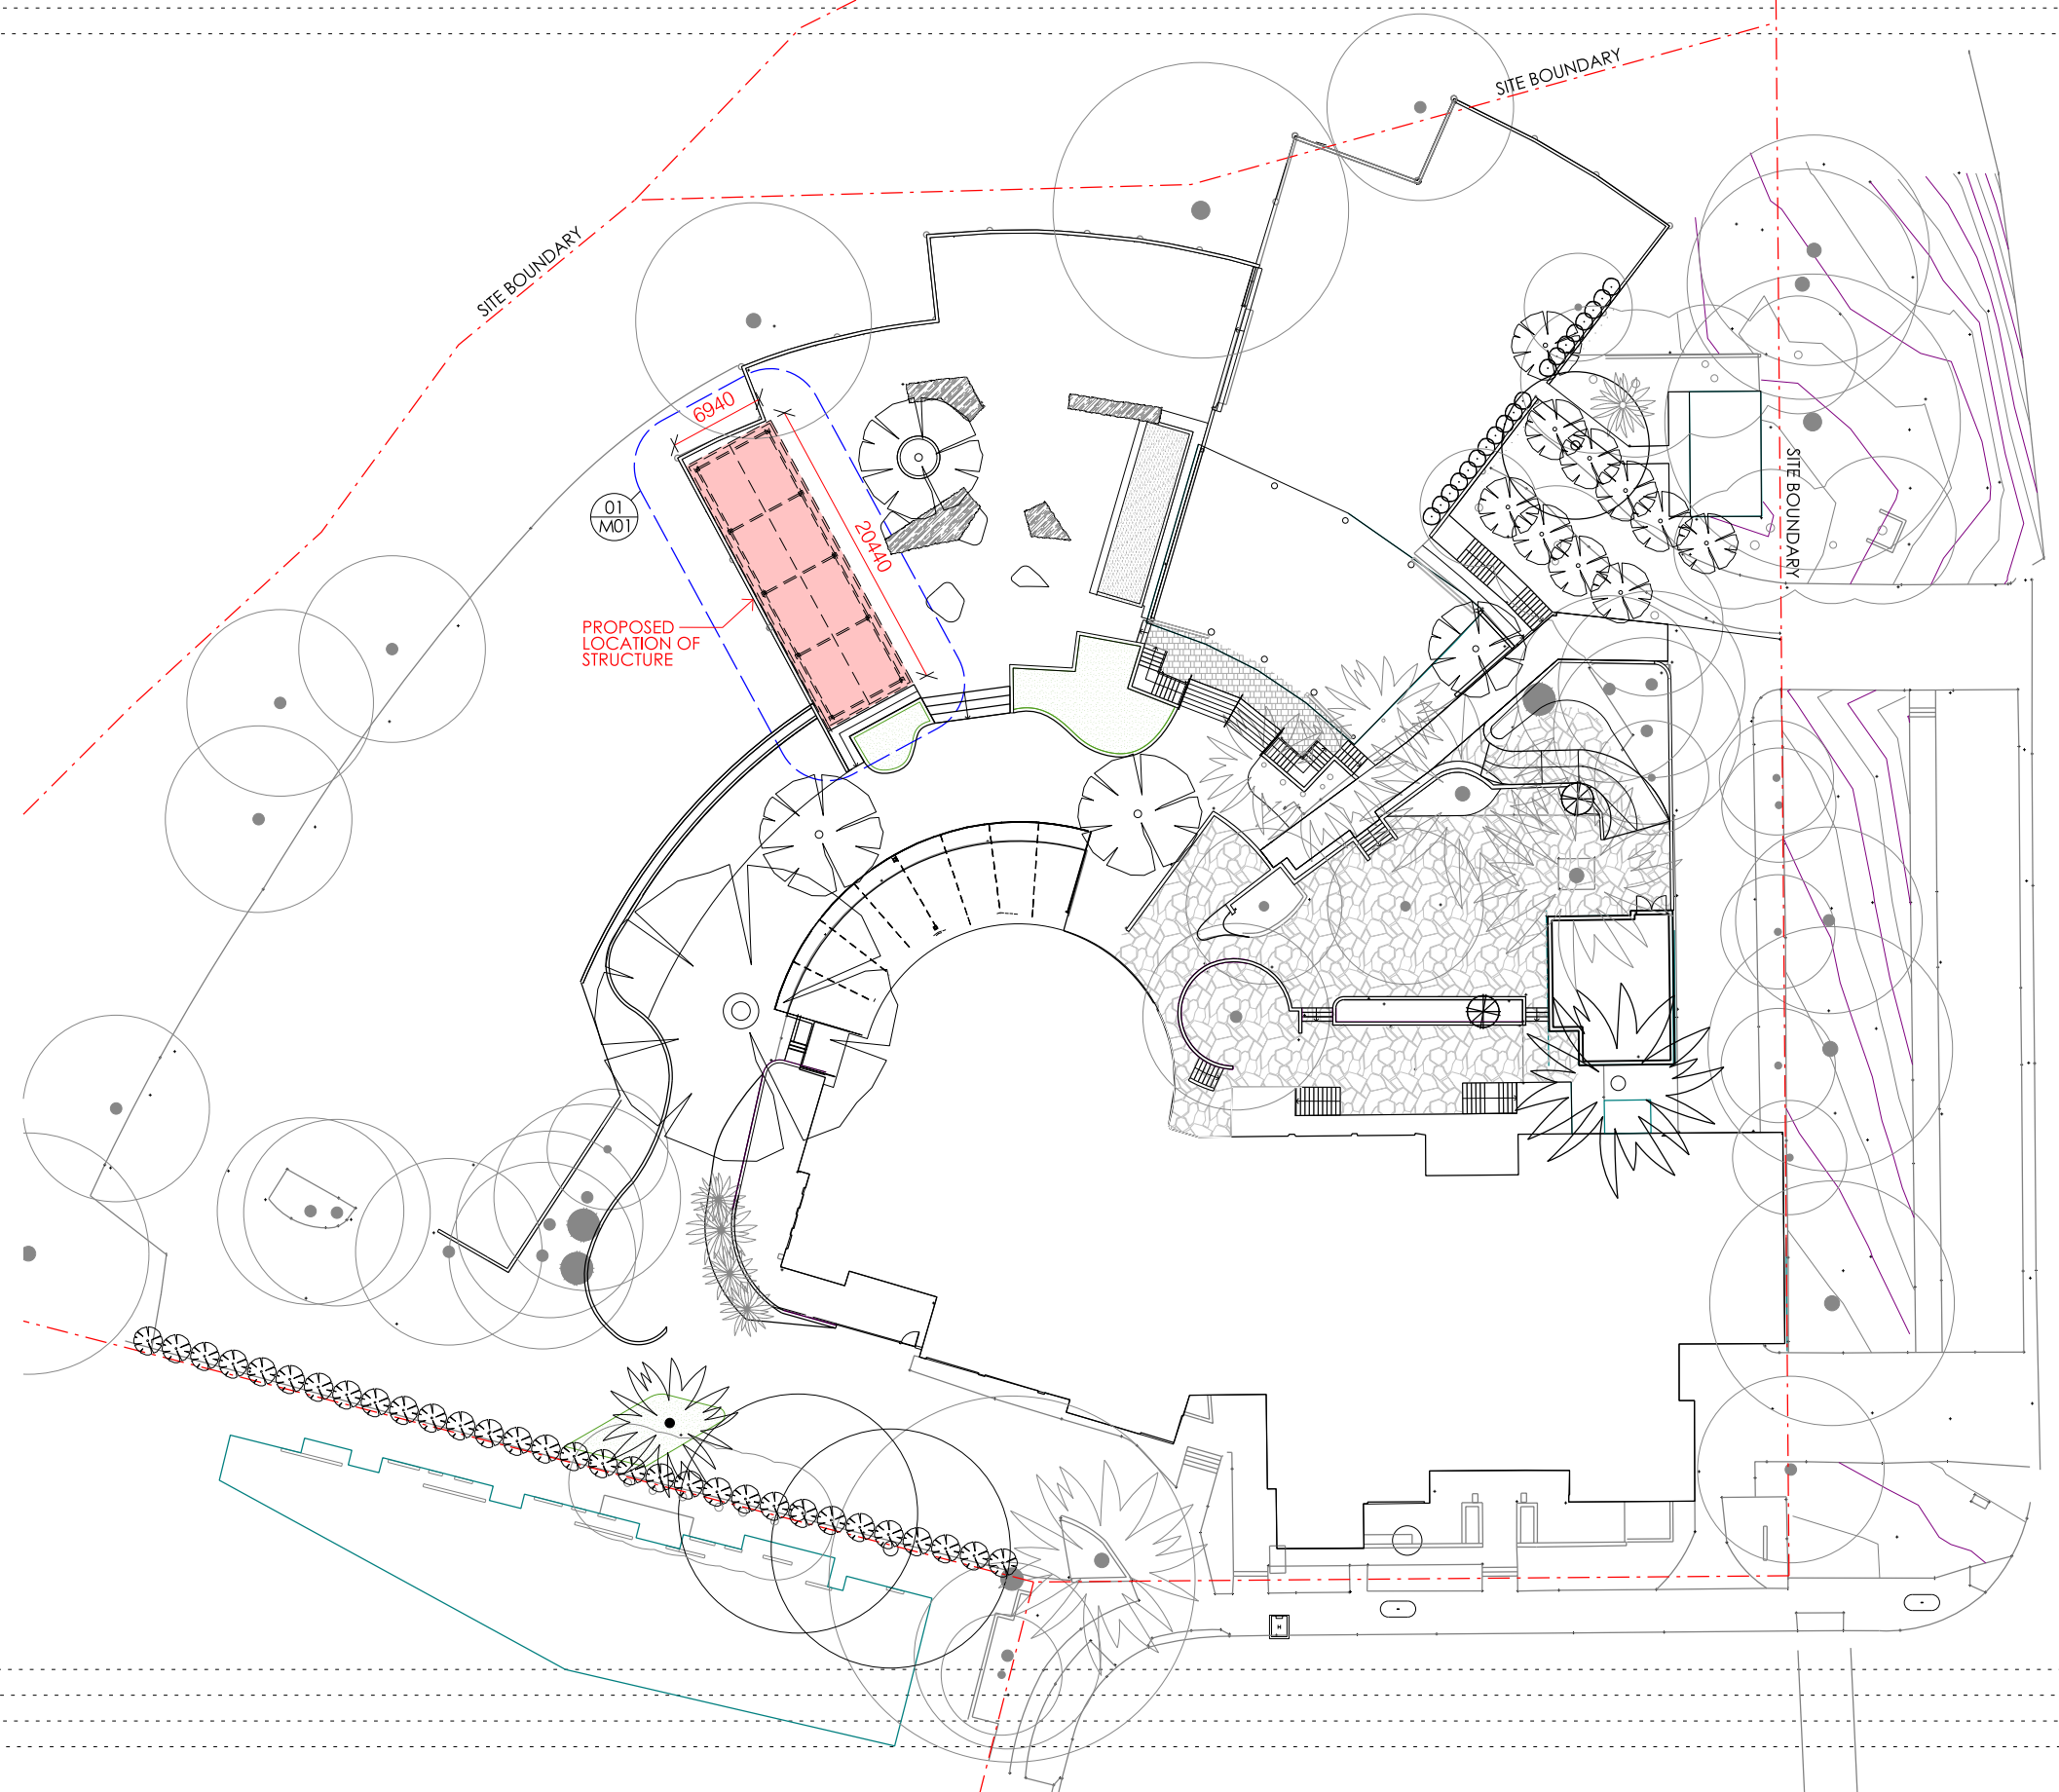 SITE BOUNDARY
SITE BOUNDARY
6940
01
M01
20440
SITE BOUNDARY
PROPOSED
LOCATION OF
STRUCTURE
H